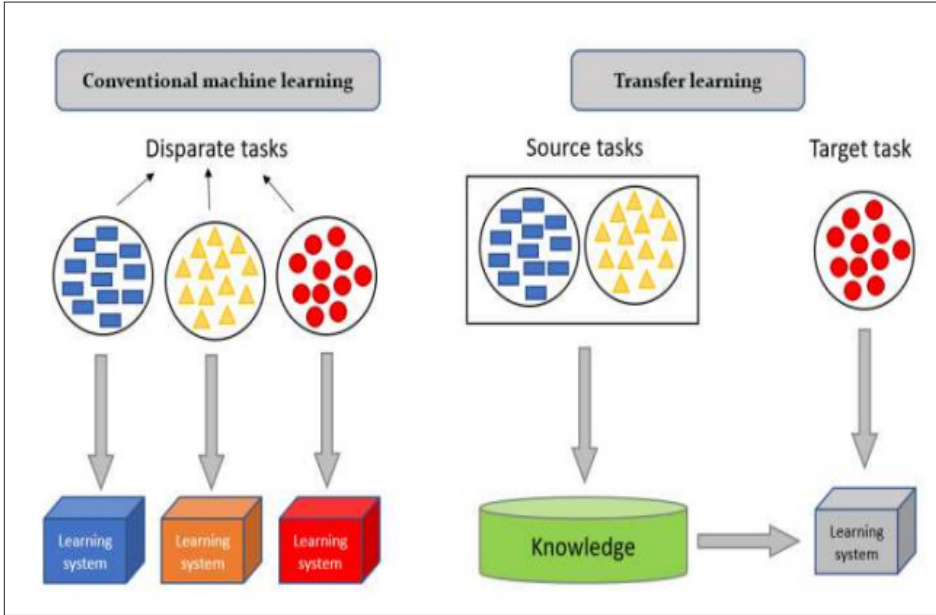 Conventional machine learning
Transfer learning
Disparate tasks
Source tasks
Target task
Learning
system
Learning
system
Learning
system
Knowledge
Learning
system